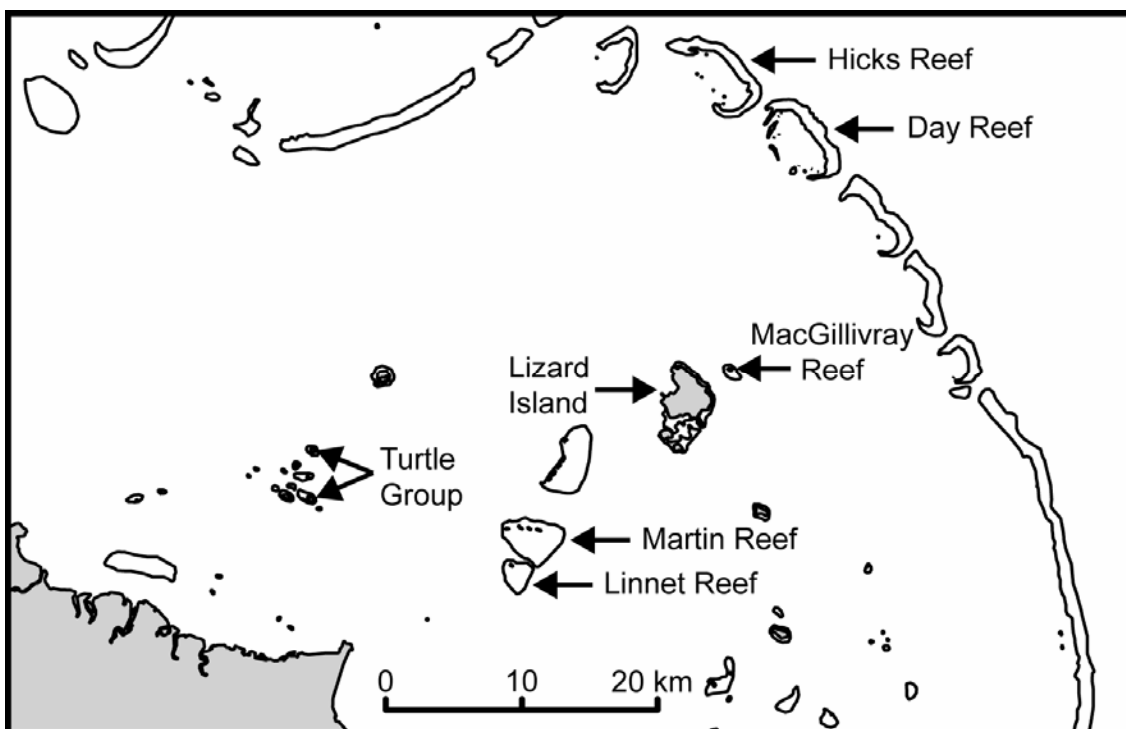 Hicks Reef
Day Reef
MacGillivray
Reef
Lizard
Island
Turtle
Group
Martin Reef
Linnet Reef
0 10 20 km